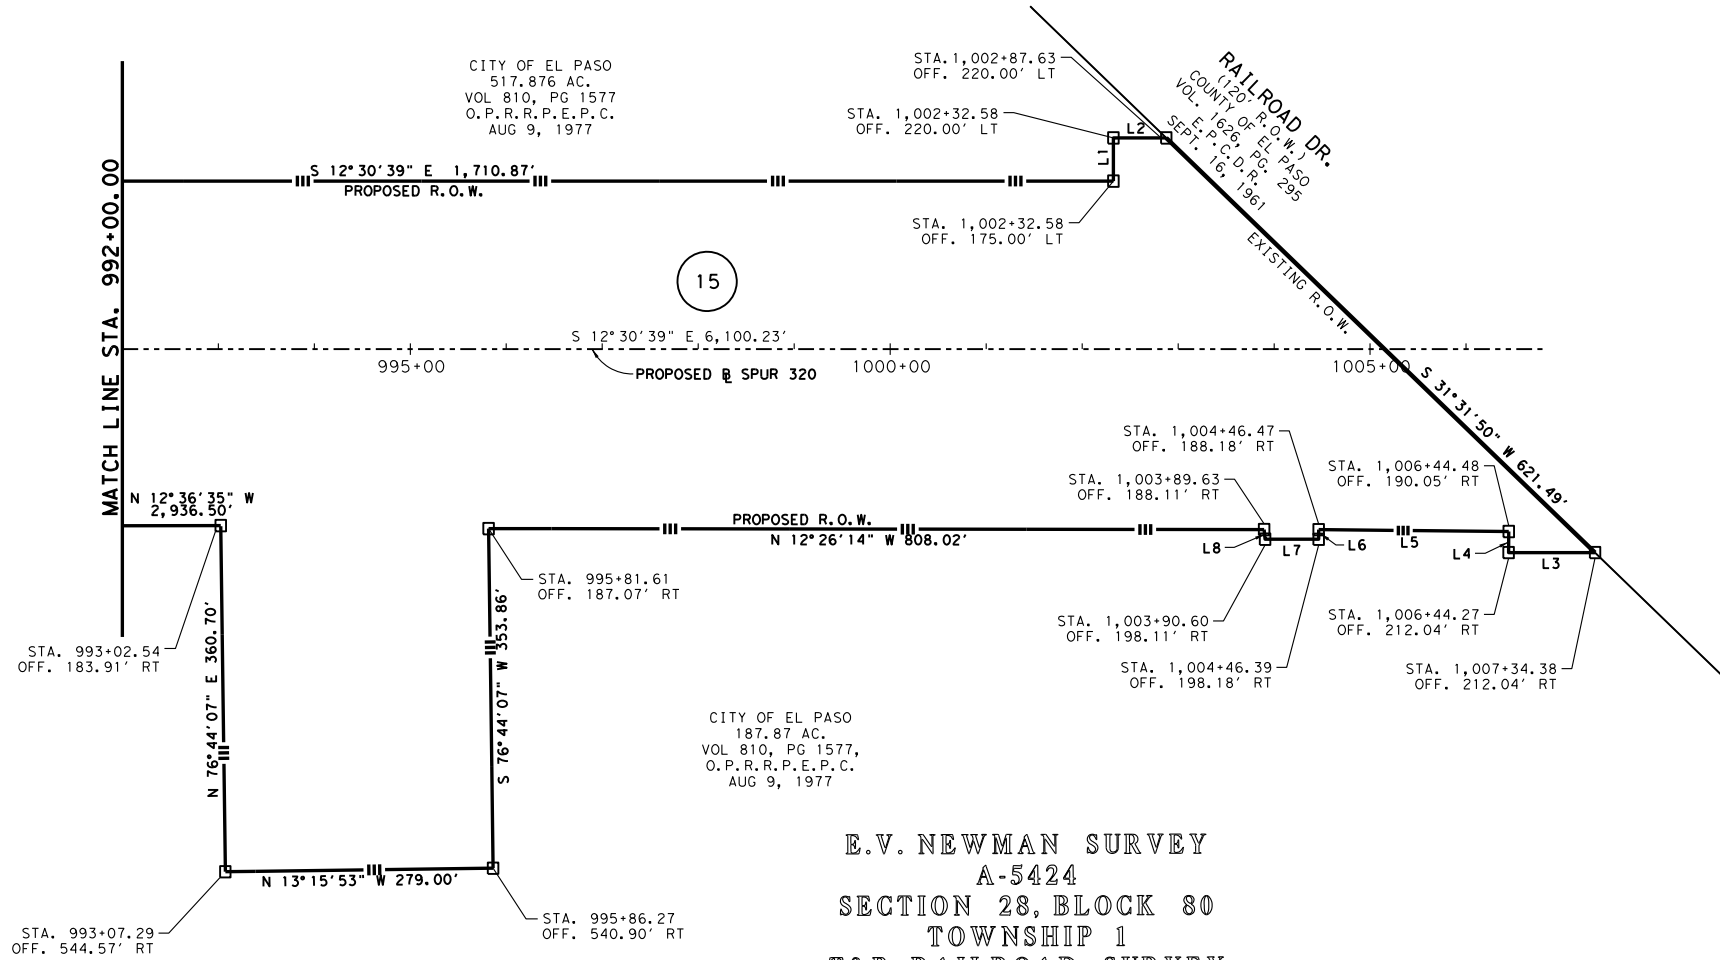 CITY OF EL PASO
517.876 AC.
VOL 810, PG 1577
O.P.R.R.P.E.P.C.
AUG 9, 1977
STA. 1,002+87.63
OFF. 220.00' LT
STA. 1,002+32.58
OFF. 220.00' LT
RAILROAD DR.
(120' R.O.W.)
COUNTY OF EL PASO
VOL. 1626, PG. 295
E.P.C.D.R.
SEPT. 16, 1961
L2
L1
S 12°30'39" E 1,710.87'
PROPOSED R.O.W.
STA. 1,002+32.58
OFF. 175.00' LT
EXISTING R.O.W.
MATCH LINE STA. 992+00.00
15
S 12°30'39" E 6,100.23'
995+00
1000+00
1005+00
PROPOSED ℄ SPUR 320
S 31°31'50" W 621.49'
STA. 1,004+46.47
OFF. 188.18' RT
STA. 1,003+89.63
OFF. 188.11' RT
STA. 1,006+44.48
OFF. 190.05' RT
N 12°36'35" W
2,936.50'
PROPOSED R.O.W.
N 12°26'14" W 808.02'
L8
L7
L6
L5
L4
L3
STA. 995+81.61
OFF. 187.07' RT
STA. 1,003+90.60
OFF. 198.11' RT
STA. 1,006+44.27
OFF. 212.04' RT
STA. 993+02.54
OFF. 183.91' RT
N 76°44'07" E 360.70'
S 76°44'07" W 353.86'
STA. 1,004+46.39
OFF. 198.18' RT
STA. 1,007+34.38
OFF. 212.04' RT
CITY OF EL PASO
187.87 AC.
VOL 810, PG 1577,
O.P.R.R.P.E.P.C.
AUG 9, 1977
N 13°15'53" W 279.00'
STA. 993+07.29
OFF. 544.57' RT
STA. 995+86.27
OFF. 540.90' RT
E.V. NEWMAN SURVEY
A-5424
SECTION 28, BLOCK 80
TOWNSHIP 1
T&P RAILROAD SURVEY